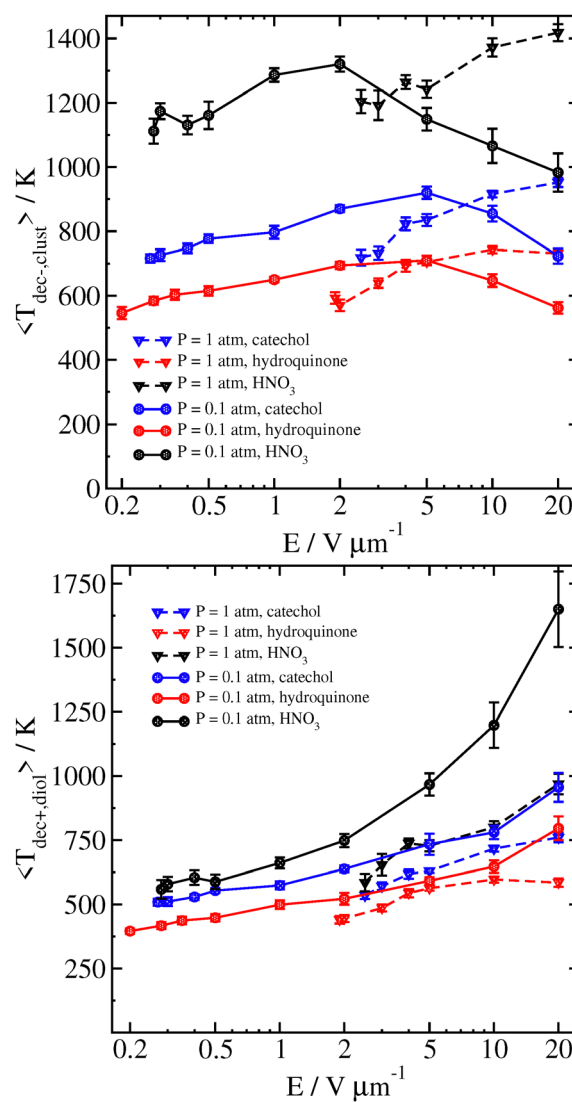 1400
1200
1000
800
600
400
200
0
<T_dec-,clust> / K
P = 1 atm, catechol
P = 1 atm, hydroquinone
P = 1 atm, HNO₃
P = 0.1 atm, catechol
P = 0.1 atm, hydroquinone
P = 0.1 atm, HNO₃
0.2 0.5 1 2 5 10 20
E / V μm⁻¹
1750
1500
1250
1000
750
500
250
<T_dec+,diol> / K
P = 1 atm, catechol
P = 1 atm, hydroquinone
P = 1 atm, HNO₃
P = 0.1 atm, catechol
P = 0.1 atm, hydroquinone
P = 0.1 atm, HNO₃
0.2 0.5 1 2 5 10 20
E / V μm⁻¹